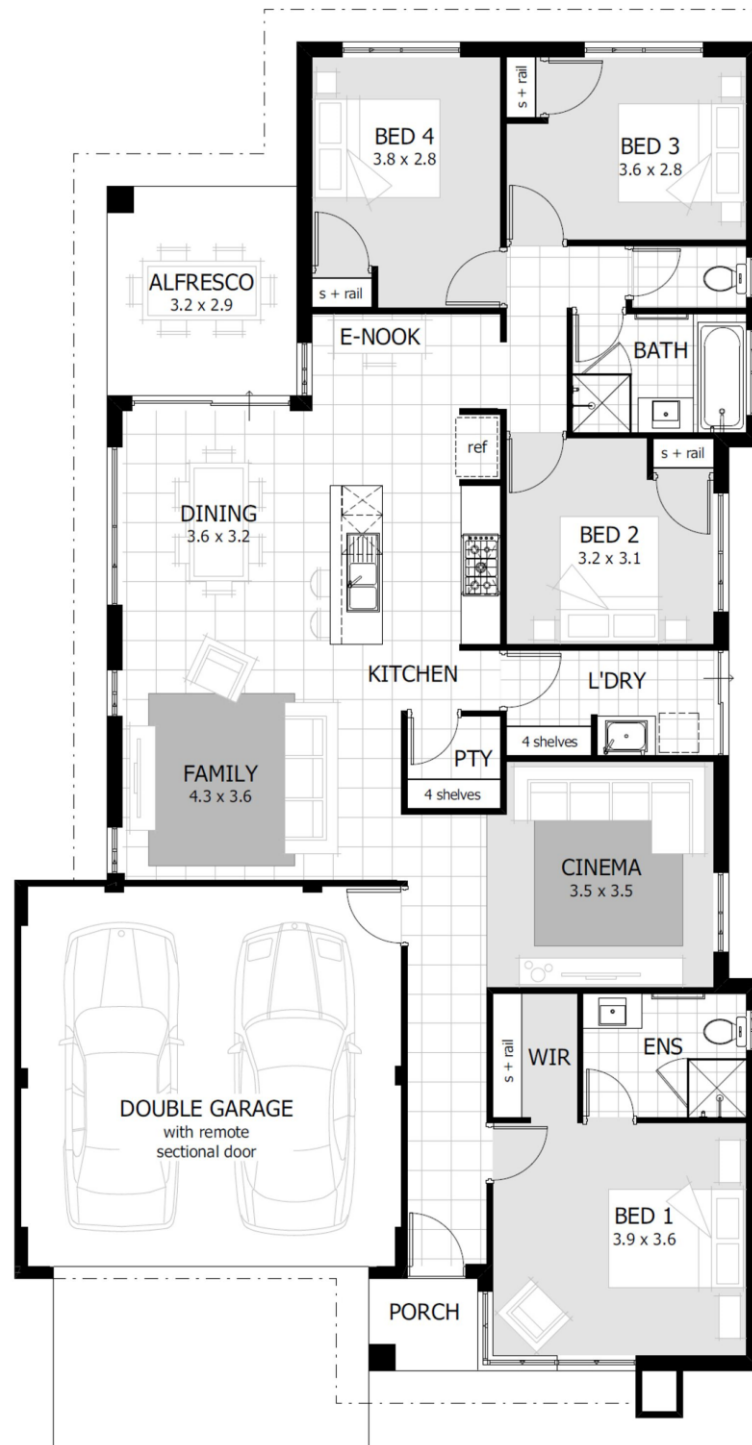 s + rail
BED 4
3.8 x 2.8
BED 3
3.6 x 2.8
ALFRESCO
3.2 x 2.9
s + rail
E-NOOK
BATH
ref
s + rail
DINING
3.6 x 3.2
BED 2
3.2 x 3.1
KITCHEN
L'DRY
4 shelves
PTY
FAMILY
4.3 x 3.6
4 shelves
CINEMA
3.5 x 3.5
s + rail
WIR
ENS
DOUBLE GARAGE
with remote
sectional door
BED 1
3.9 x 3.6
PORCH